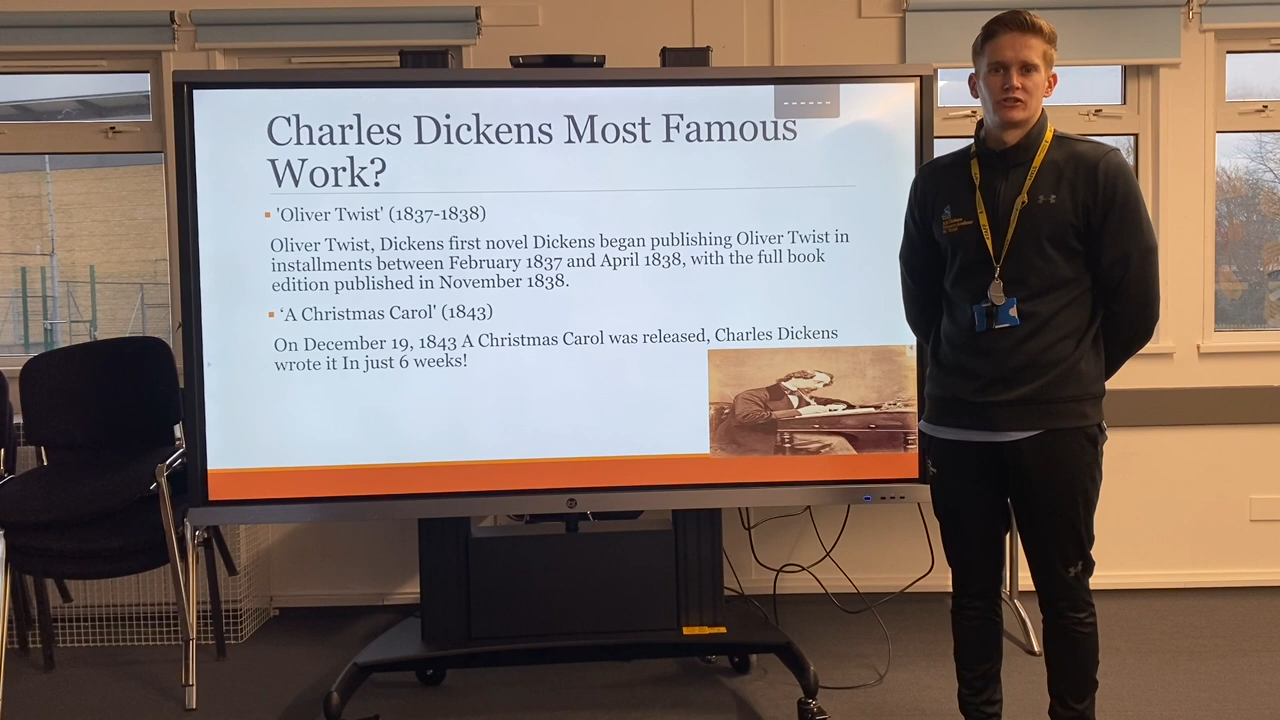 Charles Dickens Most Famous
Work?
'Oliver Twist' (1837-1838)
Oliver Twist, Dickens first novel Dickens began publishing Oliver Twist in
installments between February 1837 and April 1838, with the full book
edition published in November 1838.
‘A Christmas Carol' (1843)
On December 19, 1843 A Christmas Carol was released, Charles Dickens
wrote it In just 6 weeks!